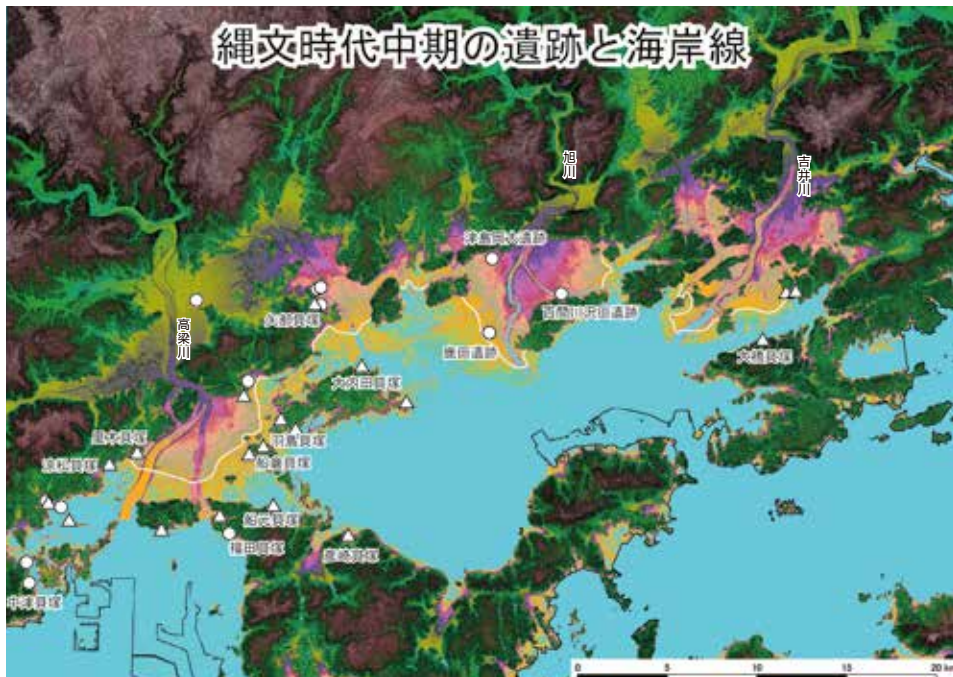 縄文時代中期の遺跡と海岸線
旭川
吉井川
津島岡大遺跡
矢部貝塚
百間川沢田遺跡
高梁川
鹿田遺跡
大内田貝塚
大橋貝塚
里木貝塚
羽島貝塚
涼松貝塚
船倉貝塚
船元貝塚
福田貝塚
彦崎貝塚
中津貝塚
0 5 10 15 20 km